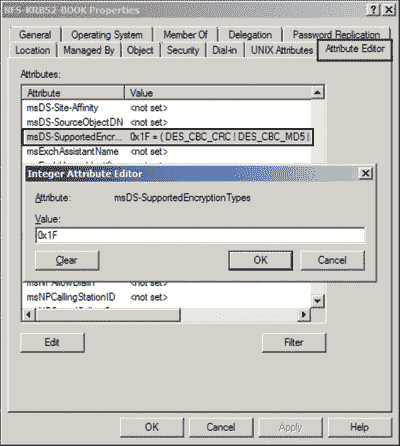 NFS-KRB52-BOOK Properties
General Operating System Member Of Delegation Password Replication
Location Managed By Object Security Dial-in UNIX Attributes Attribute Editor
Attributes:
Attribute Value
msDS-Site-Affinity <not set>
msDS-SourceObjectDN <not set>
msDS-SupportedEncr... 0x1F = ( DES_CBC_CRC | DES_CBC_MD5 |
msExchAssistantName <not set>
Integer Attribute Editor
Attribute: msDS-SupportedEncryptionTypes
Value:
0x1F
Clear OK Cancel
msNPAllowDialin <not set>
msNPCallingStationID <not set>
Edit Filter
OK Cancel Apply Help